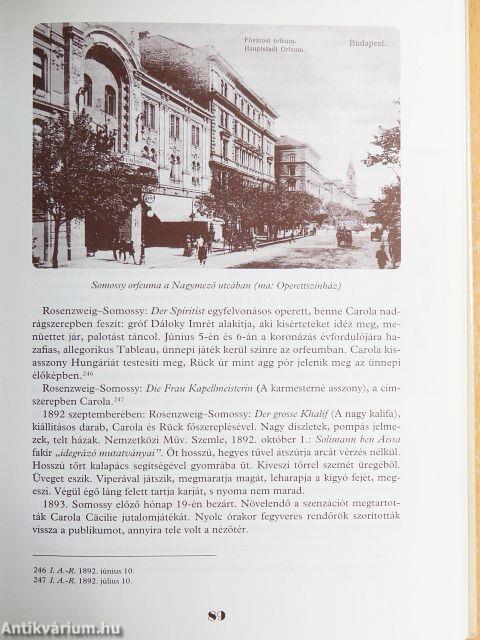 Fővárosi orfeum.
Hauptstadt Orfeum.
Budapest.
Somossy orfeuma a Nagymező utcában (ma: Operettszínház)
Rosenzweig–Somossy: Der Spiritist egyfelvonásos operett, benne Carola nad-
rágszerepben feszít: gróf Dáloky Imrét alakítja, aki kísérteteket idéz meg, me-
nüettet jár, palotást táncol. Június 5-én és 6-án a koronázás évfordulójára ha-
zafias, allegorikus Tableau, ünnepi játék kerül színre az orfeumban. Carola kis-
asszony Hungáriát testesíti meg, Rück úr mint agg pór jelenik meg az ünnepi
élőképben.246
Rosenzweig–Somossy: Die Frau Kapellmeisterin (A karmesterné asszony), a cím-
szerepben Carola.247
1892 szeptemberében: Rosenzweig–Somossy: Der grosse Khalif (A nagy kalifa),
kiállításos darab, Carola és Rück főszereplésével. Nagy díszletek, pompás jelme-
zek, telt házak. Nemzetközi Műv. Szemle, 1892. október 1.: Solimann ben Aissa
fakír „idegrázó mutatványai". Öt hosszú, hegyes tűvel átszúrja arcát vérzés nélkül.
Hosszú tőrt kalapács segítségével gyomrába üt. Kiveszi tőrrel szemét üregéből.
Üveget eszik. Viperával játszik, megmaratja magát, leharapja a kígyó fejét, meg-
eszi. Végül égő láng felett tartja karját, s nyoma nem marad.
1893. Somossy előző hónap 19-én bezárt. Növelendő a szenzációt megtartot-
ták Carola Cäcilie jutalomjátékát. Nyolc órakor fegyveres rendőrök szorították
vissza a publikumot, annyira tele volt a nézőtér.
246 I. A.-R. 1892. június 10.
247 I. A.-R. 1892. július 10.
89
Antikvárium.hu